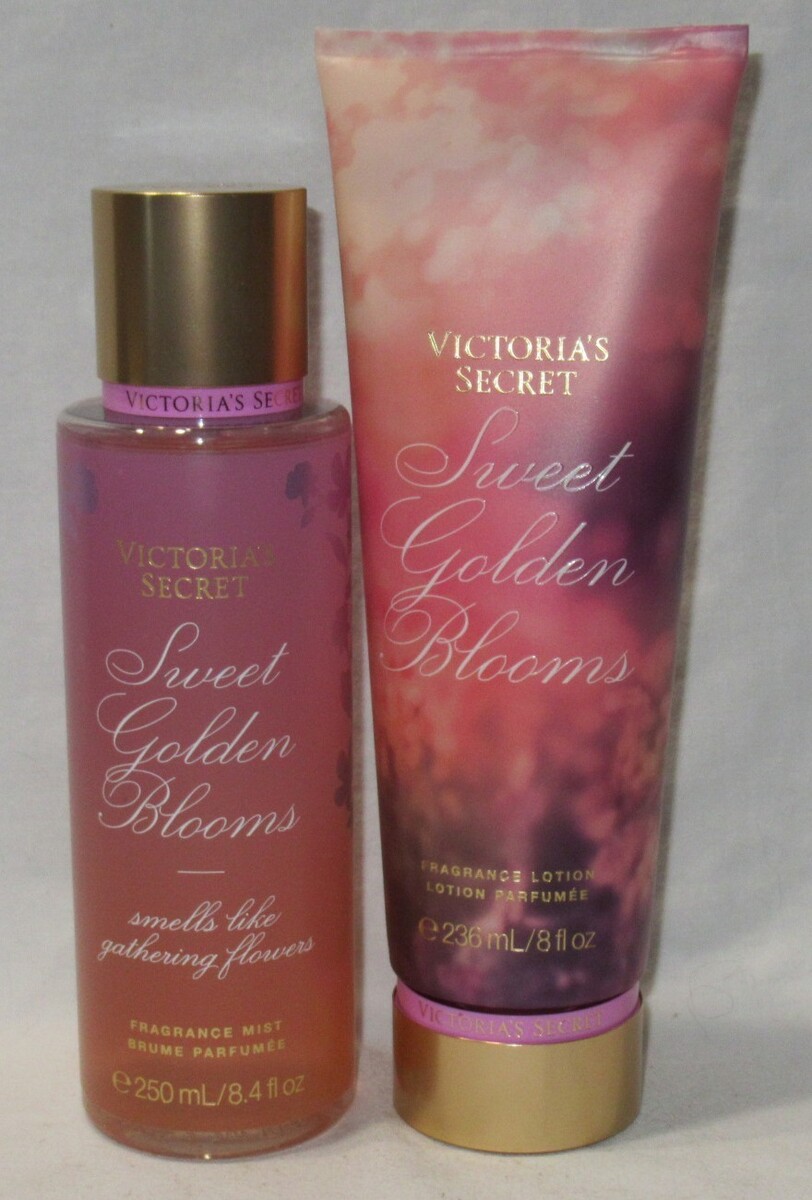 VICTORIA'S SECRET
VICTORIA'S
SECRET
Sweet
Golden
Blooms
smells like
gathering flowers
FRAGRANCE MIST
BRUME PARFUMÉE
℮250 mL/8.4 fl oz
VICTORIA'S
SECRET
Sweet
Golden
Blooms
FRAGRANCE LOTION
LOTION PARFUMÉE
℮236 mL/8 fl oz
VICTORIA'S SECRET